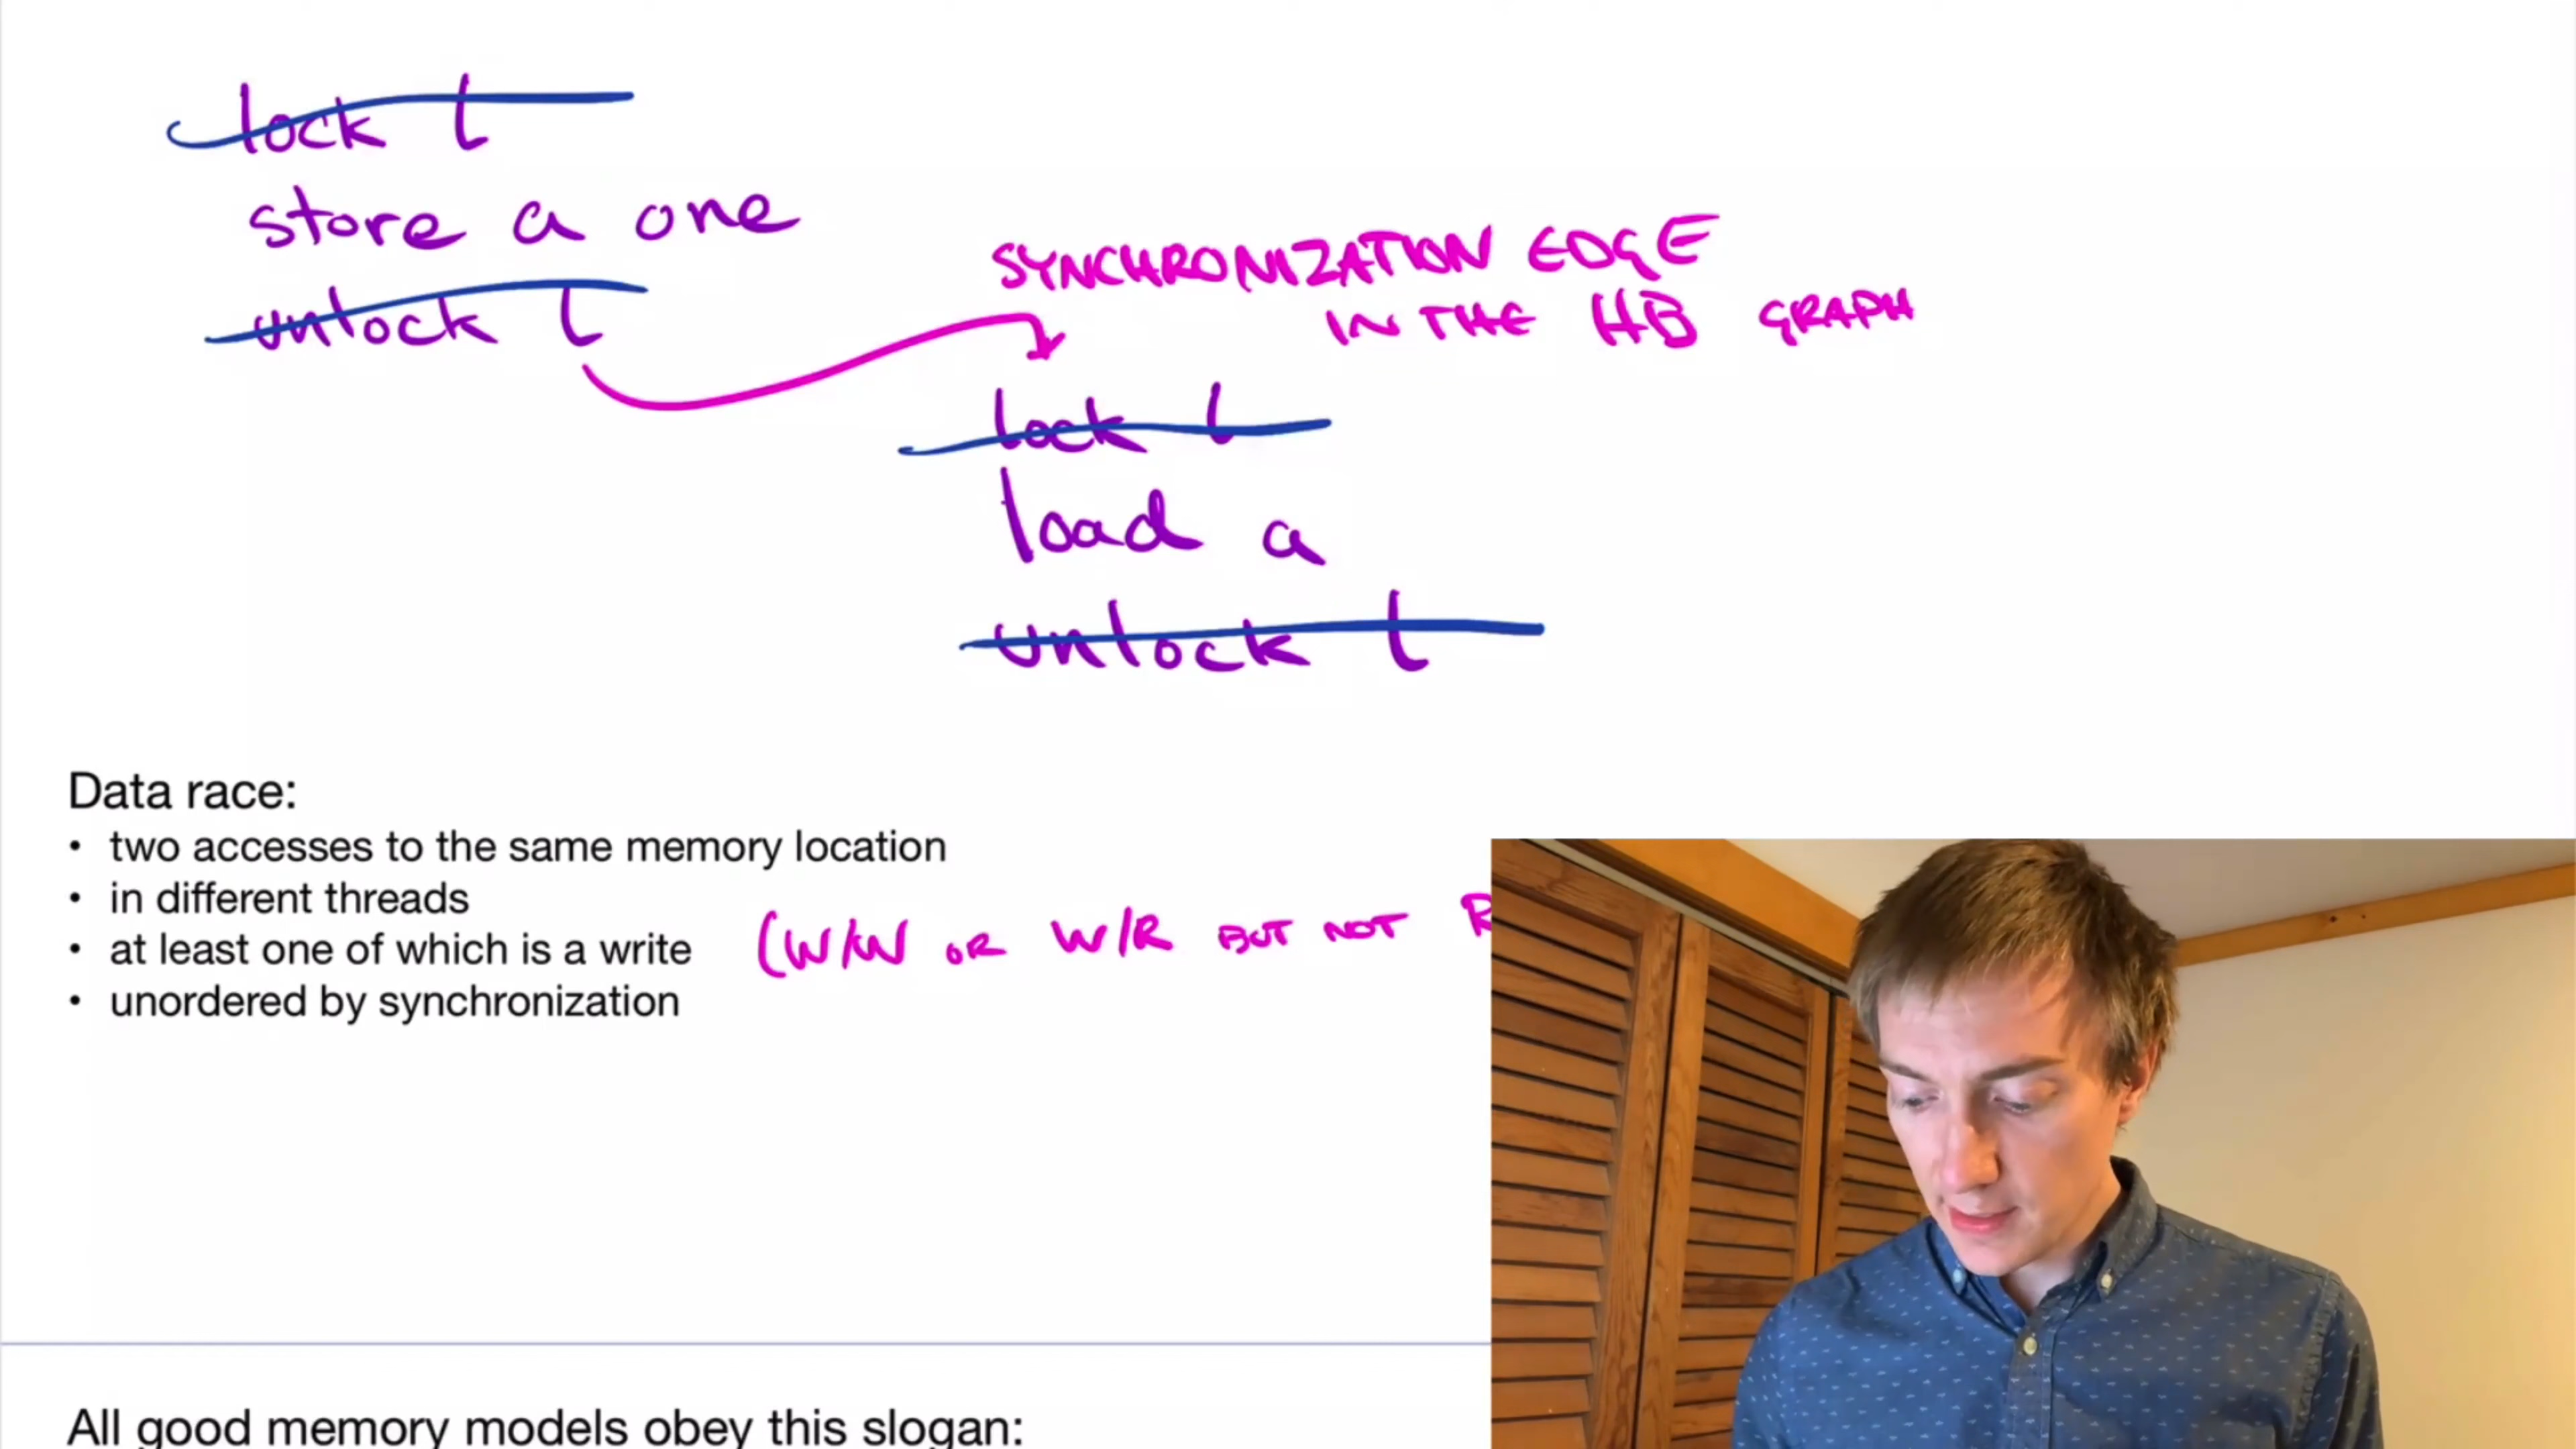 lock l
store a one
unlock l
SYNCHRONIZATION EDGE
IN THE HB GRAPH
lock l
load a
unlock l
Data race:
• two accesses to the same memory location
• in different threads
• at least one of which is a write
(W/W OR W/R BUT NOT R
• unordered by synchronization
All good memory models obey this slogan: